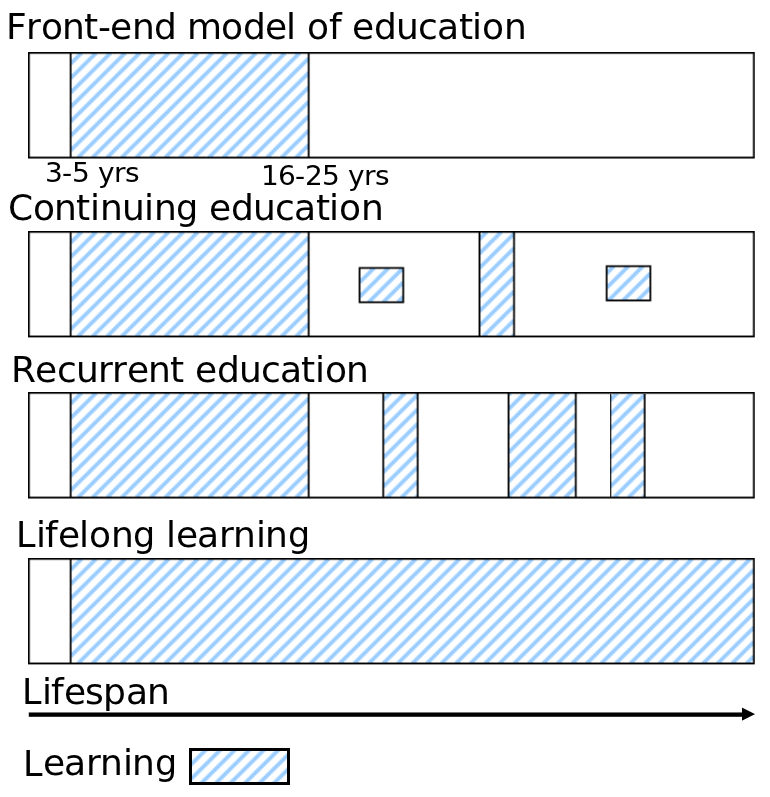 Front-end model of education
3-5 yrs
16-25 yrs
Continuing education
Recurrent education
Lifelong learning
Lifespan
Learning